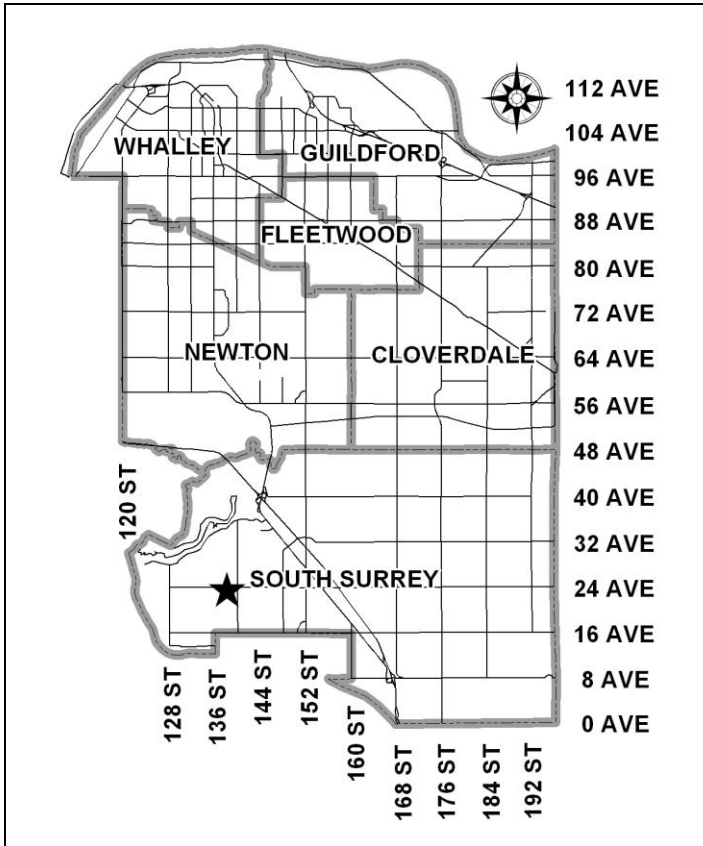 112 AVE
104 AVE
WHALLEY
GUILDFORD
96 AVE
88 AVE
FLEETWOOD
80 AVE
72 AVE
NEWTON
CLOVERDALE
64 AVE
56 AVE
48 AVE
120 ST
40 AVE
32 AVE
SOUTH SURREY
24 AVE
16 AVE
8 AVE
0 AVE
128 ST
136 ST
144 ST
152 ST
160 ST
168 ST
176 ST
184 ST
192 ST